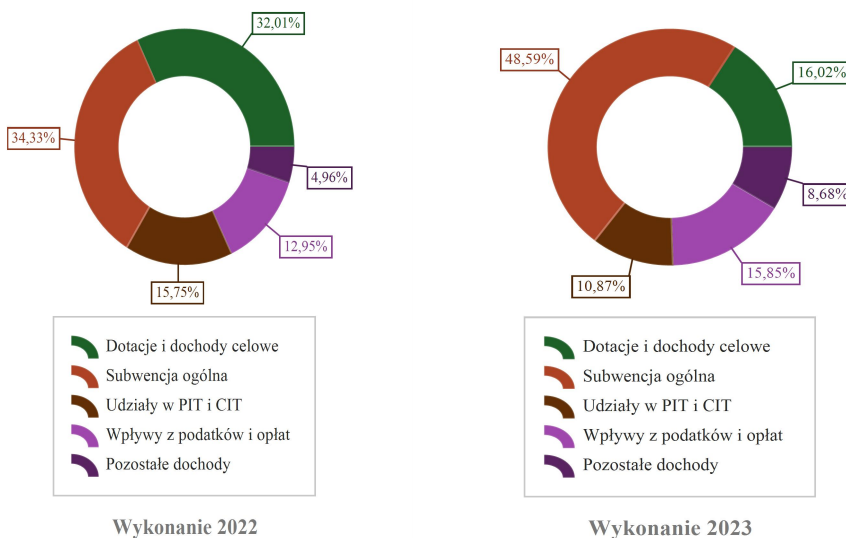 32,01%
34,33%
4,96%
12,95%
15,75%
Dotacje i dochody celowe
Subwencja ogólna
Udziały w PIT i CIT
Wpływy z podatków i opłat
Pozostałe dochody
Wykonanie 2022
48,59%
16,02%
8,68%
15,85%
10,87%
Dotacje i dochody celowe
Subwencja ogólna
Udziały w PIT i CIT
Wpływy z podatków i opłat
Pozostałe dochody
Wykonanie 2023